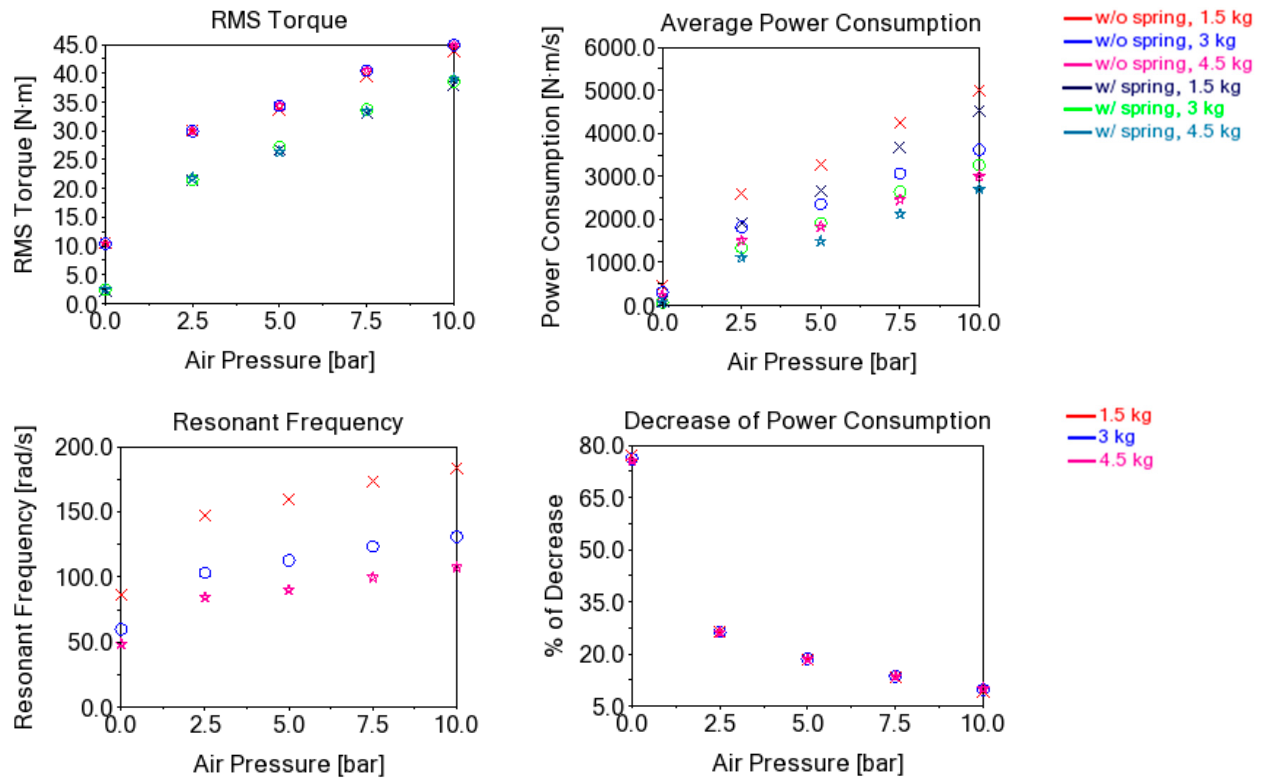 RMS Torque
RMS Torque [N·m]
45.0
40.0
35.0
30.0
25.0
20.0
15.0
10.0
5.0
0.0
0.0 2.5 5.0 7.5 10.0
Air Pressure [bar]
Average Power Consumption
Power Consumption [N·m/s]
6000.0
5000.0
4000.0
3000.0
2000.0
1000.0
0.0
0.0 2.5 5.0 7.5 10.0
Air Pressure [bar]
w/o spring, 1.5 kg
w/o spring, 3 kg
w/o spring, 4.5 kg
w/ spring, 1.5 kg
w/ spring, 3 kg
w/ spring, 4.5 kg
Resonant Frequency
Resonant Frequency [rad/s]
200.0
150.0
100.0
50.0
0.0
0.0 2.5 5.0 7.5 10.0
Air Pressure [bar]
Decrease of Power Consumption
% of Decrease
80.0
65.0
50.0
35.0
20.0
5.0
0.0 2.5 5.0 7.5 10.0
Air Pressure [bar]
1.5 kg
3 kg
4.5 kg